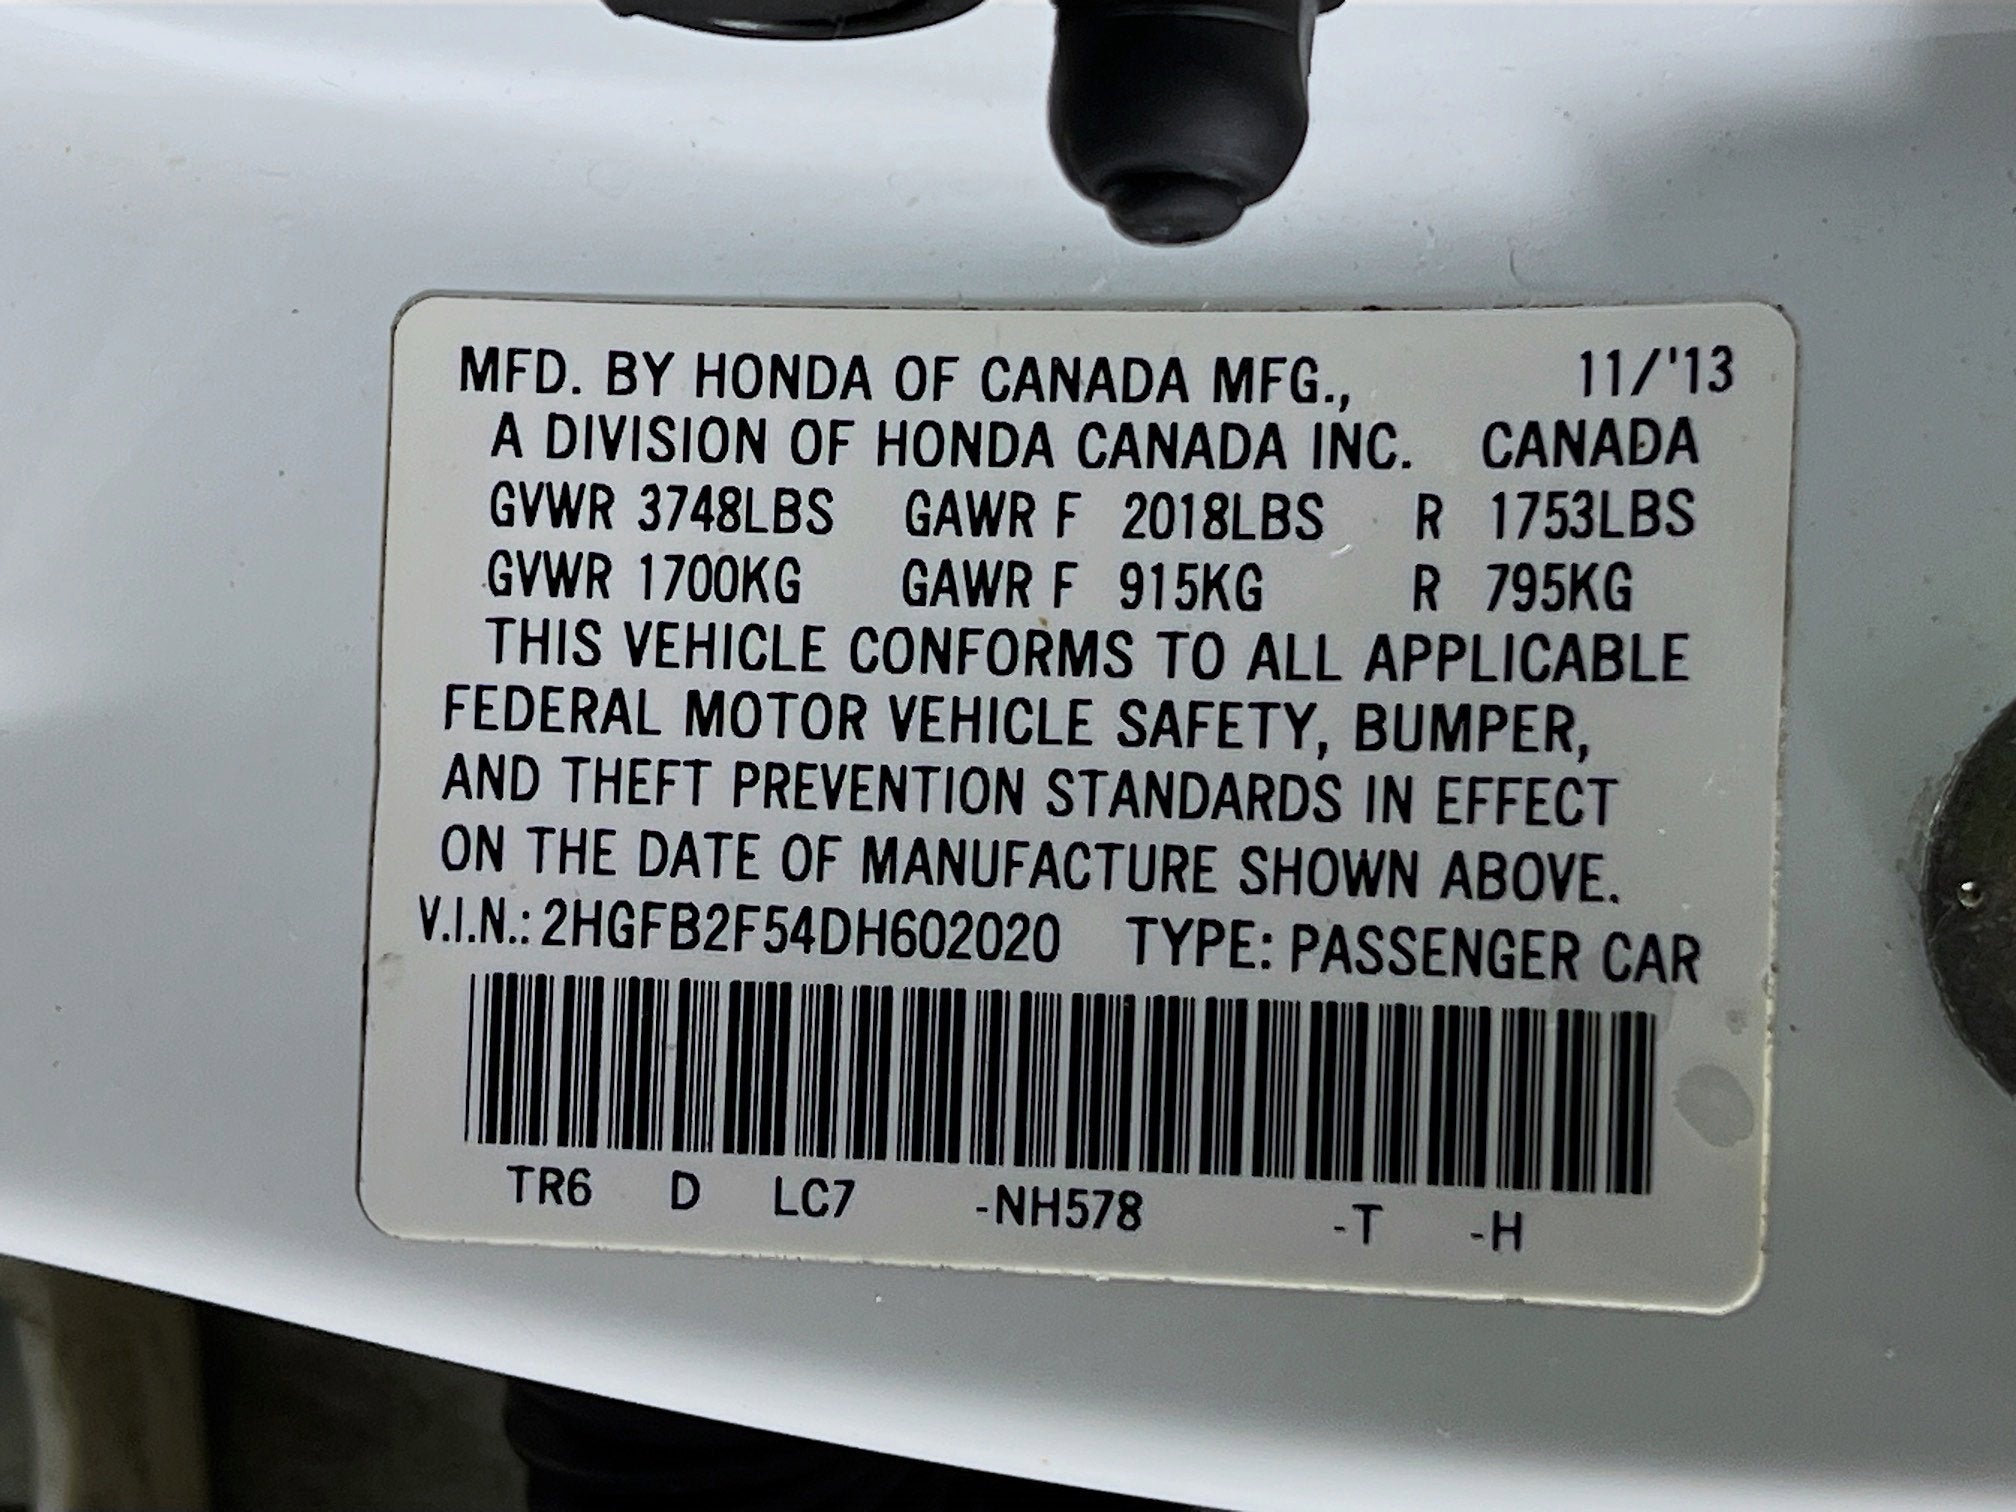 MFD. BY HONDA OF CANADA MFG., 11/'13
A DIVISION OF HONDA CANADA INC. CANADA
GVWR 3748LBS GAWR F 2018LBS R 1753LBS
GVWR 1700KG GAWR F 915KG R 795KG
THIS VEHICLE CONFORMS TO ALL APPLICABLE
FEDERAL MOTOR VEHICLE SAFETY, BUMPER,
AND THEFT PREVENTION STANDARDS IN EFFECT
ON THE DATE OF MANUFACTURE SHOWN ABOVE.
V.I.N.: 2HGFB2F54DH602020 TYPE: PASSENGER CAR
TR6 D LC7 -NH578 -T -H